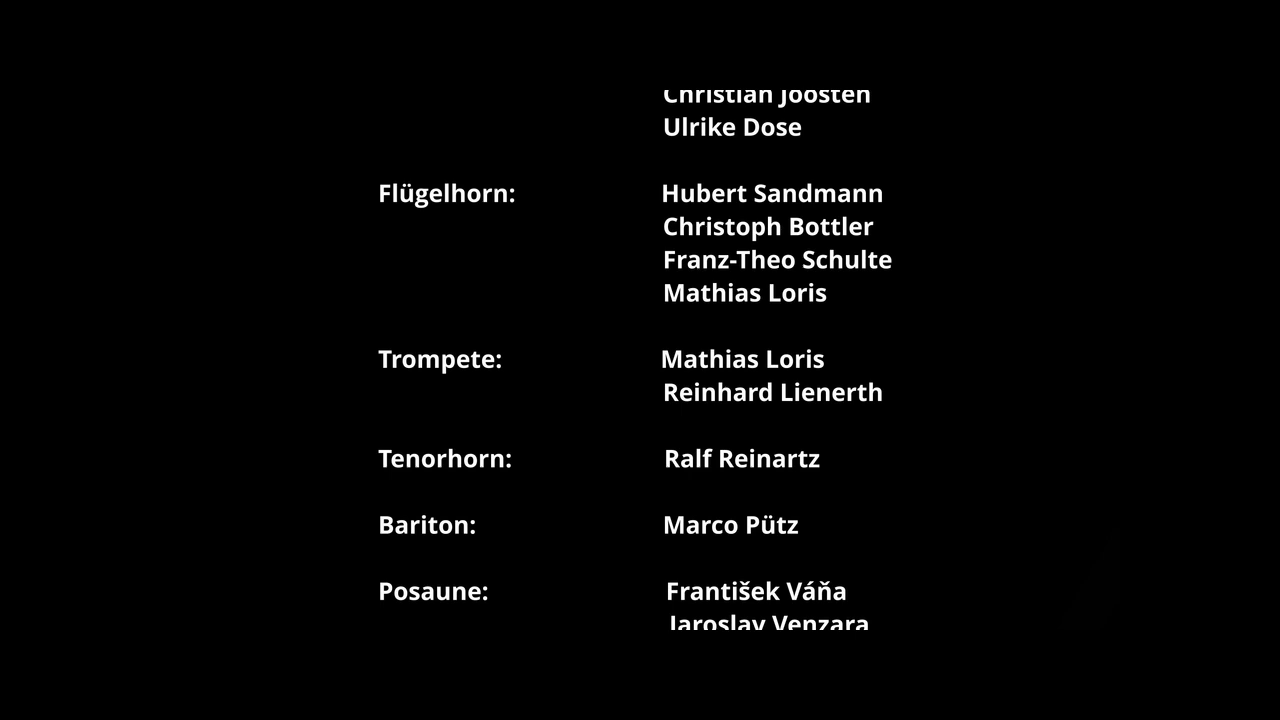 Christian Joosten
Ulrike Dose
Flügelhorn: Hubert Sandmann
Christoph Bottler
Franz-Theo Schulte
Mathias Loris
Trompete: Mathias Loris
Reinhard Lienerth
Tenorhorn: Ralf Reinartz
Bariton: Marco Pütz
Posaune: František Váňa
Jaroslav Venzara